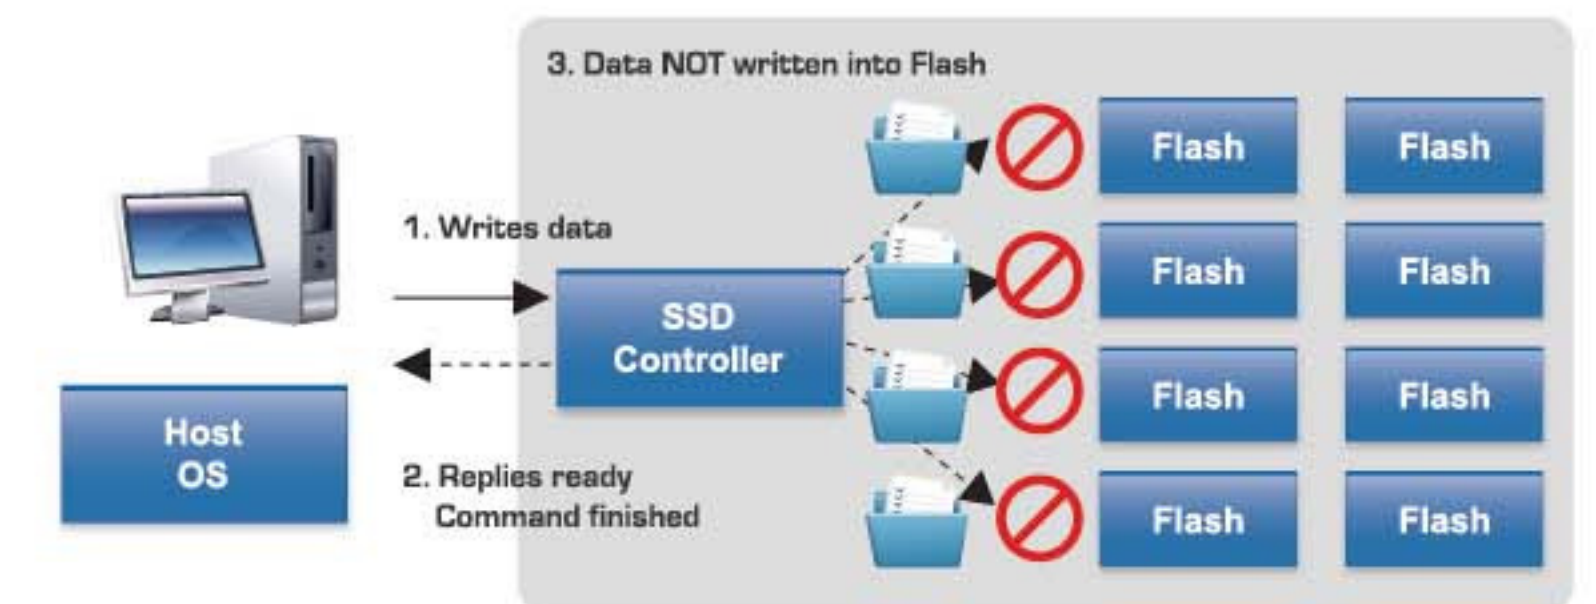 3. Data NOT written into Flash
Flash
Flash
1. Writes data
Flash
Flash
SSD
Controller
Flash
Flash
Host
OS
2. Replies ready
Command finished
Flash
Flash